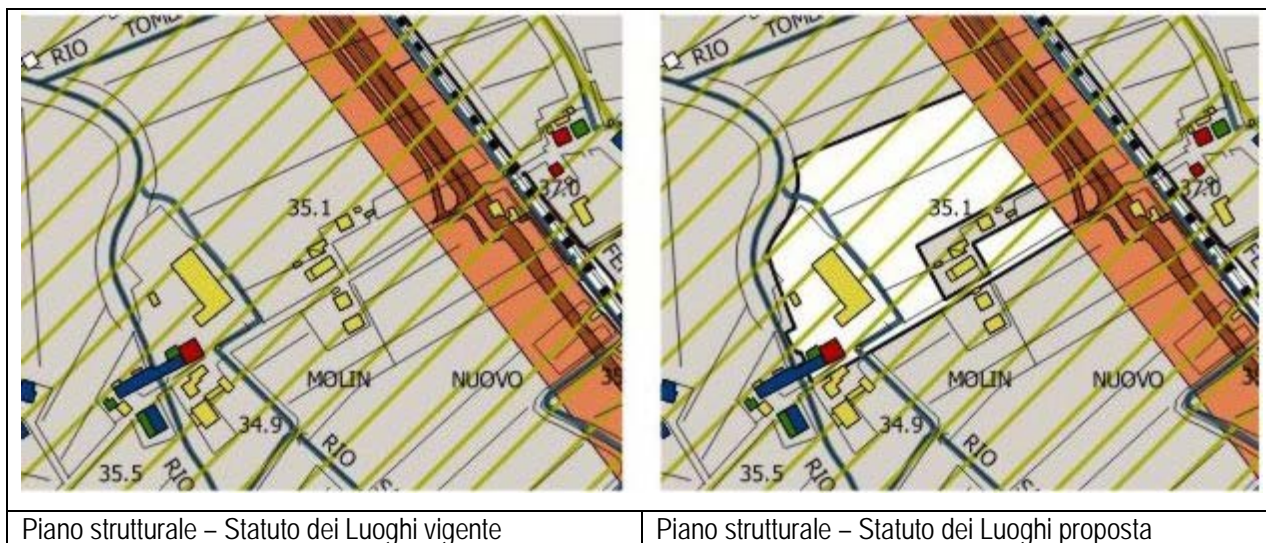 RIO TOMB
37.0
35.1
MOLIN NUOVO
34.9
RIO
35.5
RIO
RIO TOM
37.0
35.1
MOLIN NUOVO
34.9
RIO
35.5
RIO
Piano strutturale – Statuto dei Luoghi vigente
Piano strutturale – Statuto dei Luoghi proposta